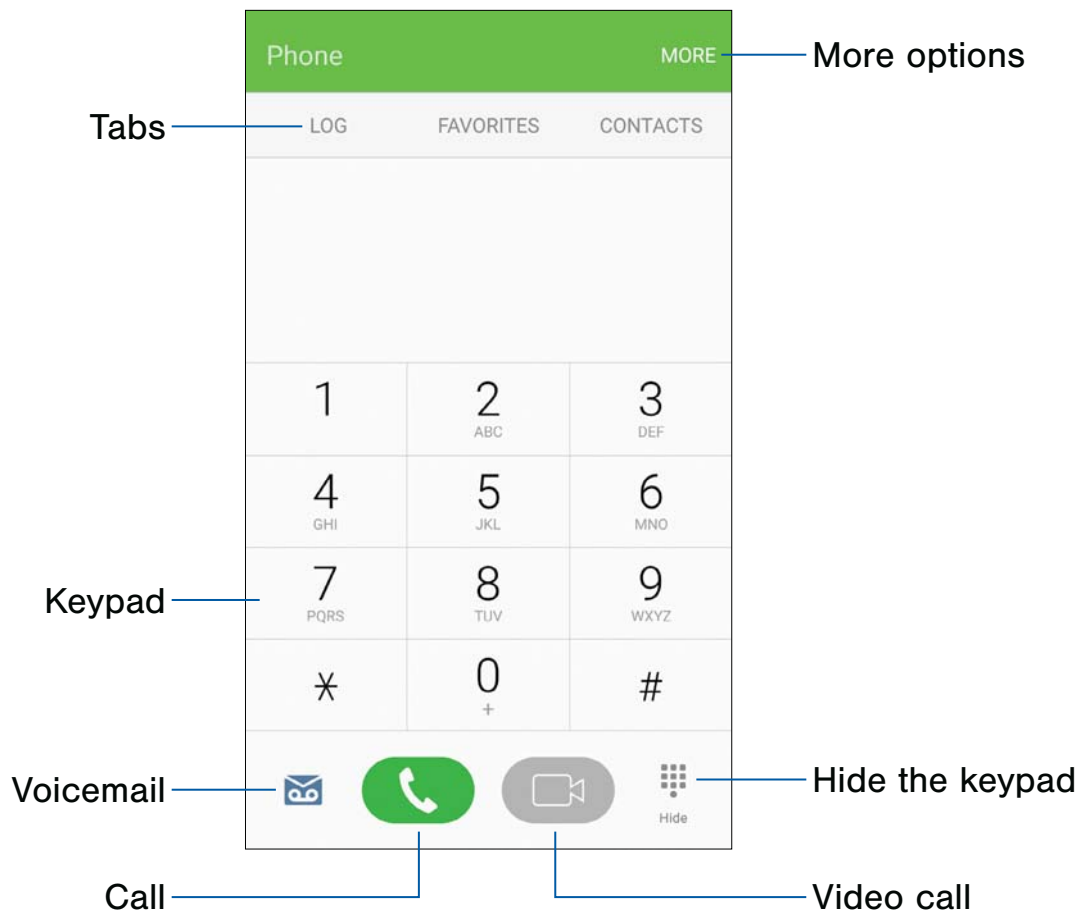 Phone MORE More options
Tabs LOG FAVORITES CONTACTS
1 2 3
ABC DEF
4 5 6
GHI JKL MNO
Keypad 7 8 9
PQRS TUV WXYZ
* 0 #
+
Voicemail Hide the keypad
Hide
Call Video call